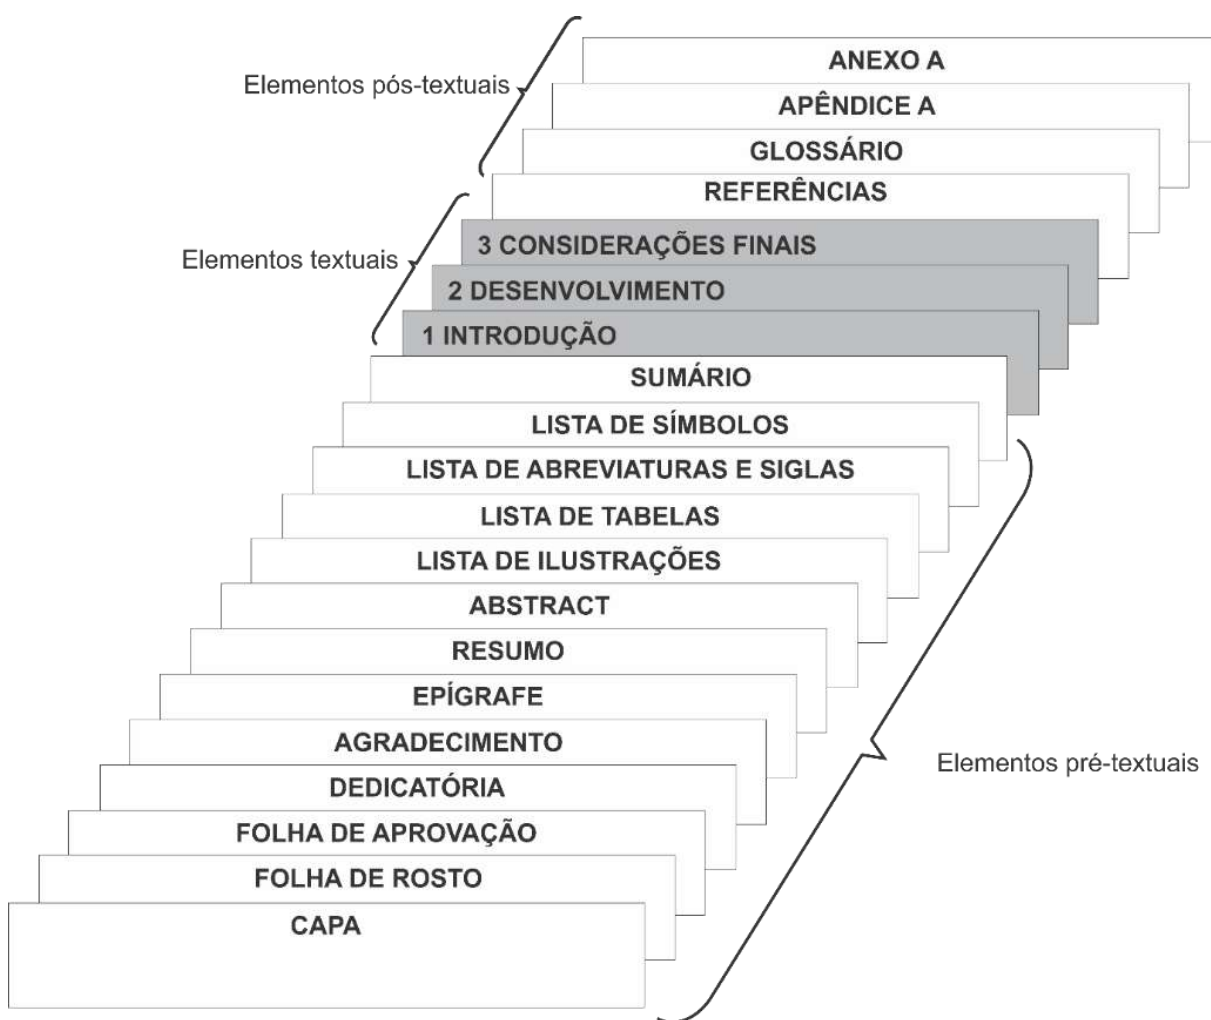 ANEXO A
Elementos pós-textuais
APÊNDICE A
GLOSSÁRIO
REFERÊNCIAS
3 CONSIDERAÇÕES FINAIS
Elementos textuais
2 DESENVOLVIMENTO
1 INTRODUÇÃO
SUMÁRIO
LISTA DE SÍMBOLOS
LISTA DE ABREVIATURAS E SIGLAS
LISTA DE TABELAS
LISTA DE ILUSTRAÇÕES
ABSTRACT
RESUMO
EPÍGRAFE
AGRADECIMENTO
Elementos pré-textuais
DEDICATÓRIA
FOLHA DE APROVAÇÃO
FOLHA DE ROSTO
CAPA